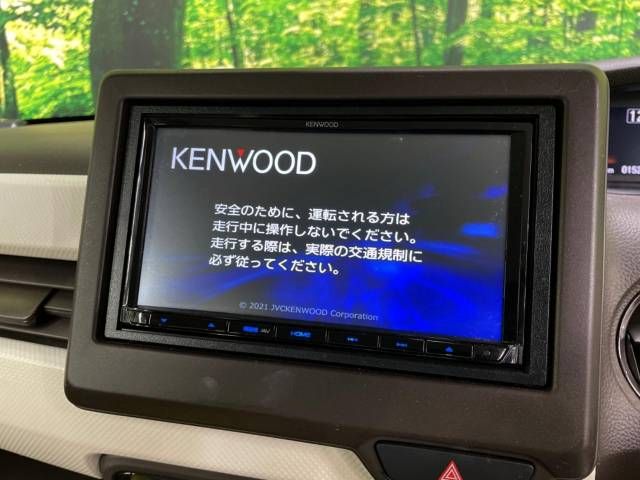 KENWOOD
KENWOOD
安全のために、運転される方は
走行中に操作しないでください。
走行する際は、実際の交通規制に
必ず従ってください。
© 2021 JVCKENWOOD Corporation
AV
HOME
12